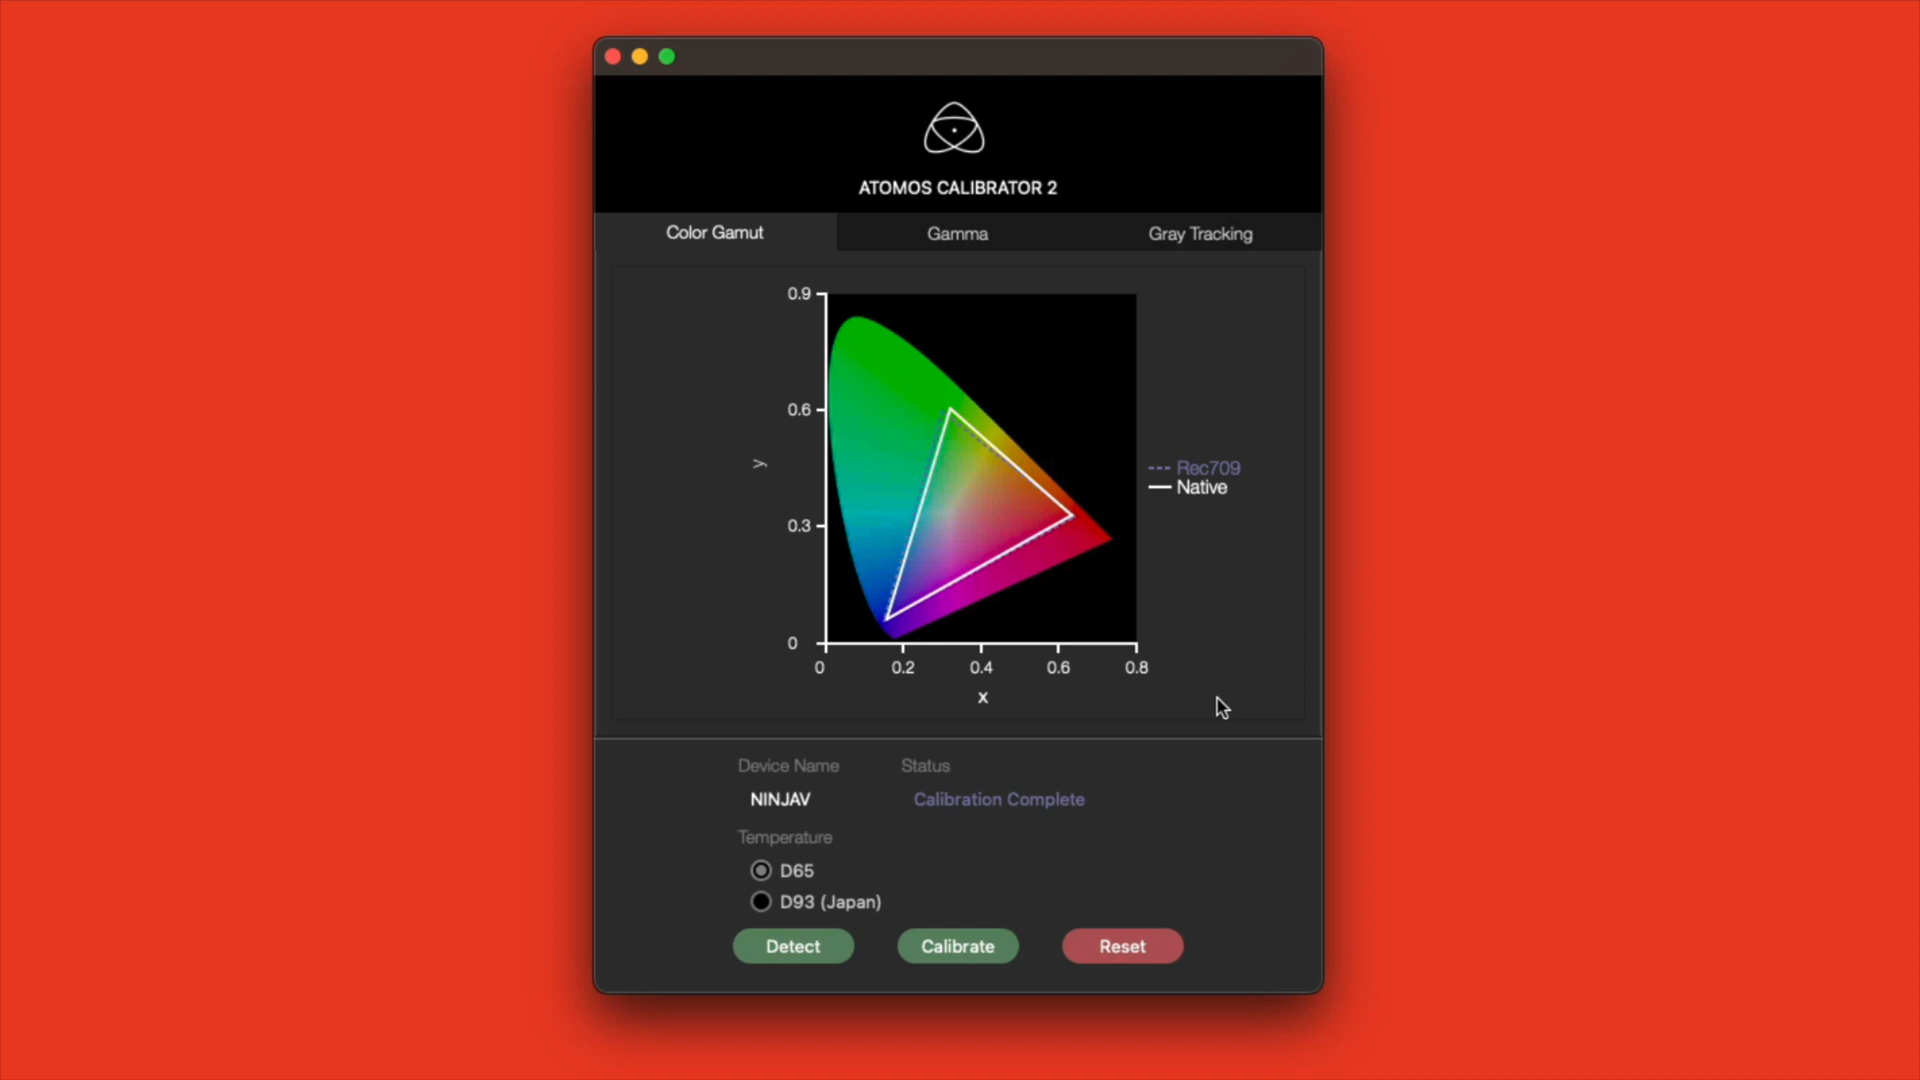 ATOMOS CALIBRATOR 2
Color Gamut
Gamma
Gray Tracking
0.9
0.6
y
0.3
0
0
0.2
0.4
0.6
0.8
x
Rec709
Native
Device Name
Status
NINJAV
Calibration Complete
Temperature
D65
D93 (Japan)
Detect
Calibrate
Reset